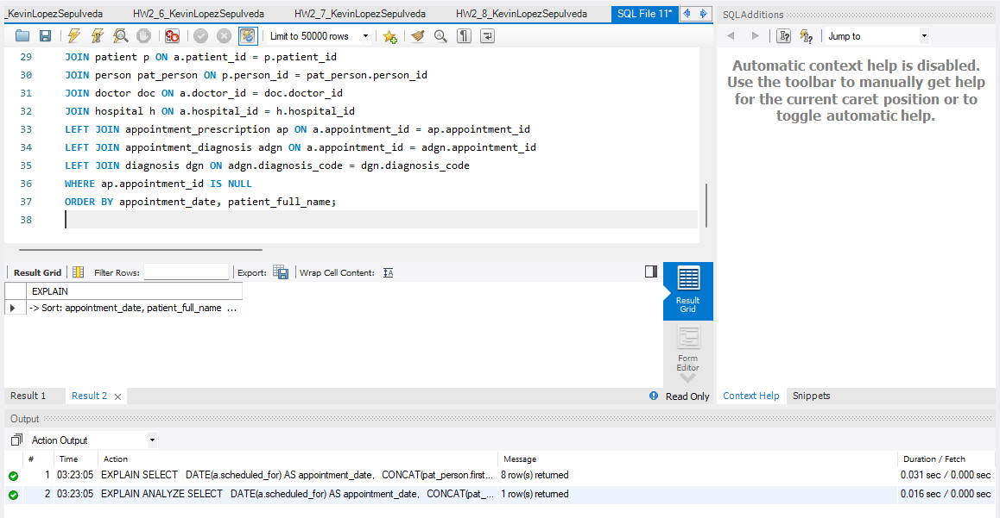 _KevinLopezSepulveda HW2_6_KevinLopezSepulveda HW2_7_KevinLopezSepulveda HW2_8_KevinLopezSepulveda SQL File 11*
SQLAdditions
Limit to 50000 rows
Jump to
29 JOIN patient p ON a.patient_id = p.patient_id
30 JOIN person pat_person ON p.person_id = pat_person.person_id
31 JOIN doctor doc ON a.doctor_id = doc.doctor_id
32 JOIN hospital h ON a.hospital_id = h.hospital_id
33 LEFT JOIN appointment_prescription ap ON a.appointment_id = ap.appointment_id
34 LEFT JOIN appointment_diagnosis adgn ON a.appointment_id = adgn.appointment_id
35 LEFT JOIN diagnosis dgn ON adgn.diagnosis_code = dgn.diagnosis_code
36 WHERE ap.appointment_id IS NULL
37 ORDER BY appointment_date, patient_full_name;
38
Automatic context help is disabled.
Use the toolbar to manually get help
for the current caret position or to
toggle automatic help.
Result Grid Filter Rows: Export: Wrap Cell Content: IA
EXPLAIN
-> Sort: appointment_date, patient_full_name ...
Result
Grid
Form
Editor
Result 1 Result 2 Read Only
Context Help Snippets
Output
Action Output
# Time Action Message Duration / Fetch
1 03:23:05 EXPLAIN SELECT DATE(a.scheduled_for) AS appointment_date, CONCAT(pat_person.first... 8 row(s) returned 0.031 sec / 0.000 sec
2 03:23:05 EXPLAIN ANALYZE SELECT DATE(a.scheduled_for) AS appointment_date, CONCAT(pat_... 1 row(s) returned 0.016 sec / 0.000 sec